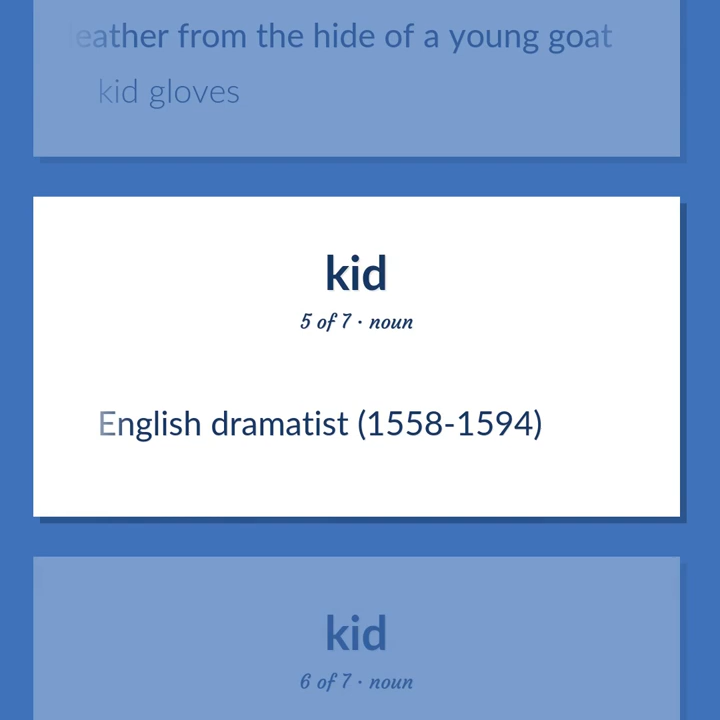 leather from the hide of a young goat
kid gloves
kid
5 of 7 · noun
English dramatist (1558-1594)
kid
6 of 7 · noun